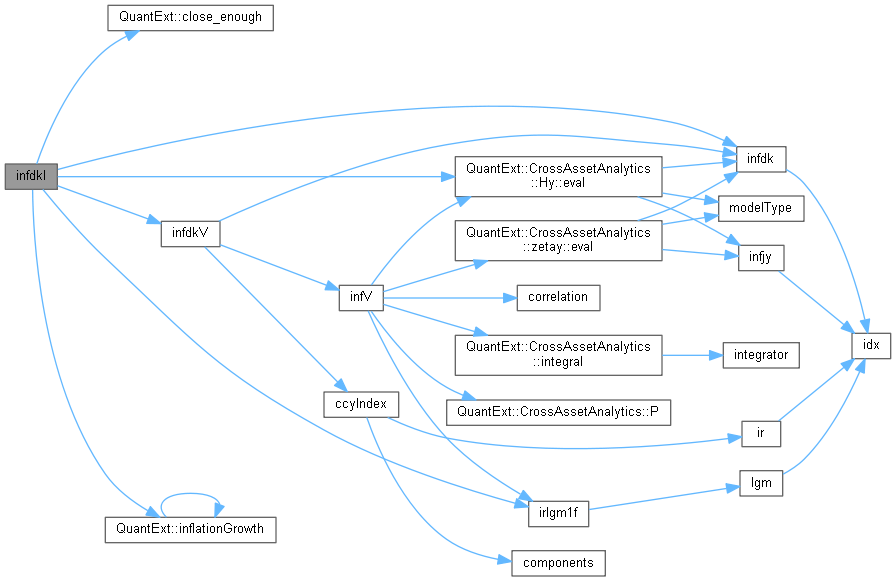 QuantExt::close_enough
infdkI
infdkV
QuantExt::inflationGrowth
infV
ccyIndex
QuantExt::CrossAssetAnalytics
::Hy::eval
QuantExt::CrossAssetAnalytics
::zetay::eval
correlation
QuantExt::CrossAssetAnalytics
::integral
QuantExt::CrossAssetAnalytics::P
irlgm1f
components
infdk
modelType
infjy
integrator
ir
lgm
idx